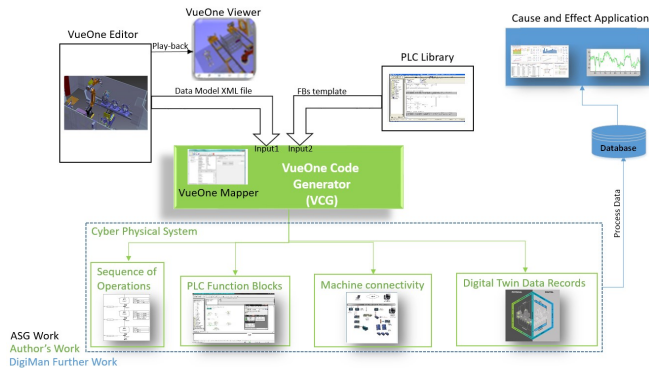 VueOne Viewer
VueOne Editor
Play-back
Cause and Effect Application
PLC Library
Data Model XML file
FBs template
Input1
Input2
VueOne Mapper
VueOne Code
Generator
(VCG)
Database
Process Data
Cyber Physical System
Sequence of
Operations
PLC Function Blocks
Machine connectivity
Digital Twin Data Records
ASG Work
Author's Work
DigiMan Further Work